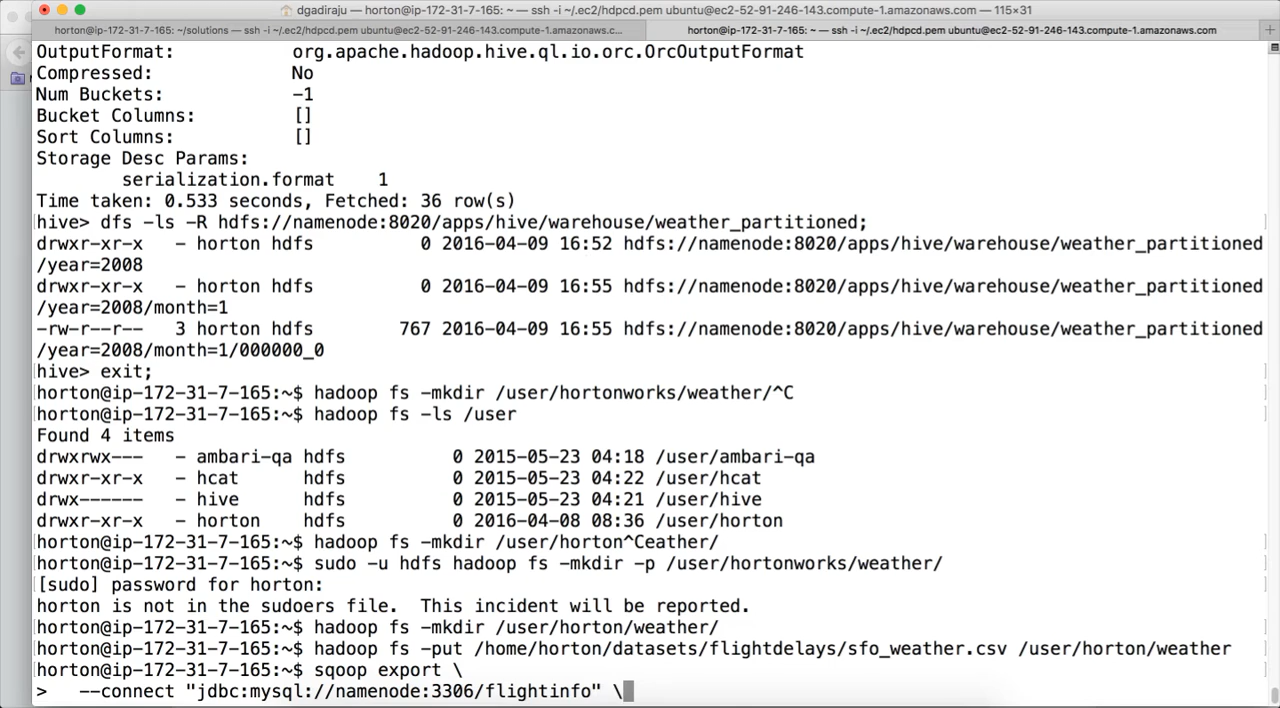 dgadiraju — horton@ip-172-31-7-165: ~ — ssh -i ~/.ec2/hdpcd.pem ubuntu@ec2-52-91-246-143.compute-1.amazonaws.com — 115×31
horton@ip-172-31-7-165: ~/solutions — ssh -i ~/.ec2/hdpcd.pem ubuntu@ec2-52-91-246-143.compute-1.amazonaws.c...
horton@ip-172-31-7-165: ~ — ssh -i ~/.ec2/hdpcd.pem ubuntu@ec2-52-91-246-143.compute-1.amazonaws.com
OutputFormat: org.apache.hadoop.hive.ql.io.orc.OrcOutputFormat
Compressed: No
Num Buckets: -1
Bucket Columns: []
Sort Columns: []
Storage Desc Params:
serialization.format 1
Time taken: 0.533 seconds, Fetched: 36 row(s)
hive> dfs -ls -R hdfs://namenode:8020/apps/hive/warehouse/weather_partitioned;
drwxr-xr-x - horton hdfs 0 2016-04-09 16:52 hdfs://namenode:8020/apps/hive/warehouse/weather_partitioned
/year=2008
drwxr-xr-x - horton hdfs 0 2016-04-09 16:55 hdfs://namenode:8020/apps/hive/warehouse/weather_partitioned
/year=2008/month=1
-rw-r--r-- 3 horton hdfs 767 2016-04-09 16:55 hdfs://namenode:8020/apps/hive/warehouse/weather_partitioned
/year=2008/month=1/000000_0
hive> exit;
horton@ip-172-31-7-165:~$ hadoop fs -mkdir /user/hortonworks/weather/^C
horton@ip-172-31-7-165:~$ hadoop fs -ls /user
Found 4 items
drwxrwx--- - ambari-qa hdfs 0 2015-05-23 04:18 /user/ambari-qa
drwxr-xr-x - hcat hdfs 0 2015-05-23 04:22 /user/hcat
drwx------ - hive hdfs 0 2015-05-23 04:21 /user/hive
drwxr-xr-x - horton hdfs 0 2016-04-08 08:36 /user/horton
horton@ip-172-31-7-165:~$ hadoop fs -mkdir /user/horton^Ceather/
horton@ip-172-31-7-165:~$ sudo -u hdfs hadoop fs -mkdir -p /user/hortonworks/weather/
[sudo] password for horton:
horton is not in the sudoers file.  This incident will be reported.
horton@ip-172-31-7-165:~$ hadoop fs -mkdir /user/horton/weather/
horton@ip-172-31-7-165:~$ hadoop fs -put /home/horton/datasets/flightdelays/sfo_weather.csv /user/horton/weather
horton@ip-172-31-7-165:~$ sqoop export \
> --connect "jdbc:mysql://namenode:3306/flightinfo" \